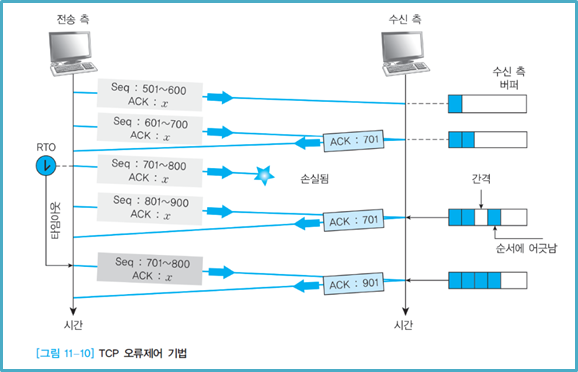 전송 측
수신 측
수신 측
버퍼
Seq : 501~600
ACK : x
Seq : 601~700
ACK : x
ACK : 701
RTO
Seq : 701~800
ACK : x
손실됨
타임아웃
Seq : 801~900
ACK : x
ACK : 701
간격
순서에 어긋남
Seq : 701~800
ACK : x
ACK : 901
시간
시간
[그림 11-10] TCP 오류제어 기법